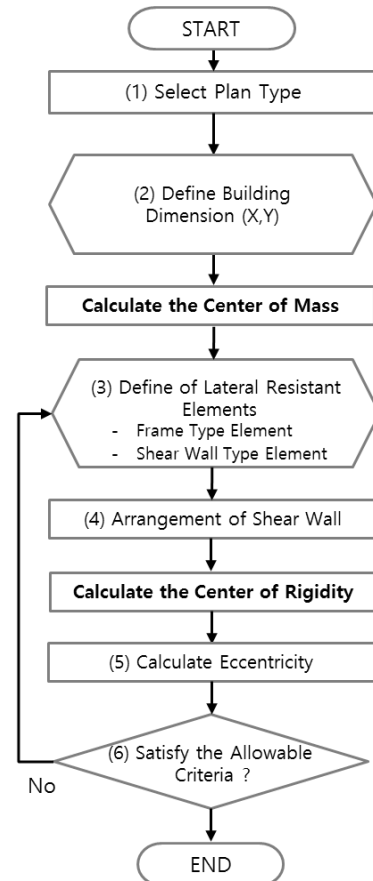 START
(1) Select Plan Type
(2) Define Building
Dimension (X,Y)
Calculate the Center of Mass
(3) Define of Lateral Resistant
Elements
- Frame Type Element
- Shear Wall Type Element
(4) Arrangement of Shear Wall
Calculate the Center of Rigidity
(5) Calculate Eccentricity
(6) Satisfy the Allowable
Criteria ?
No
END